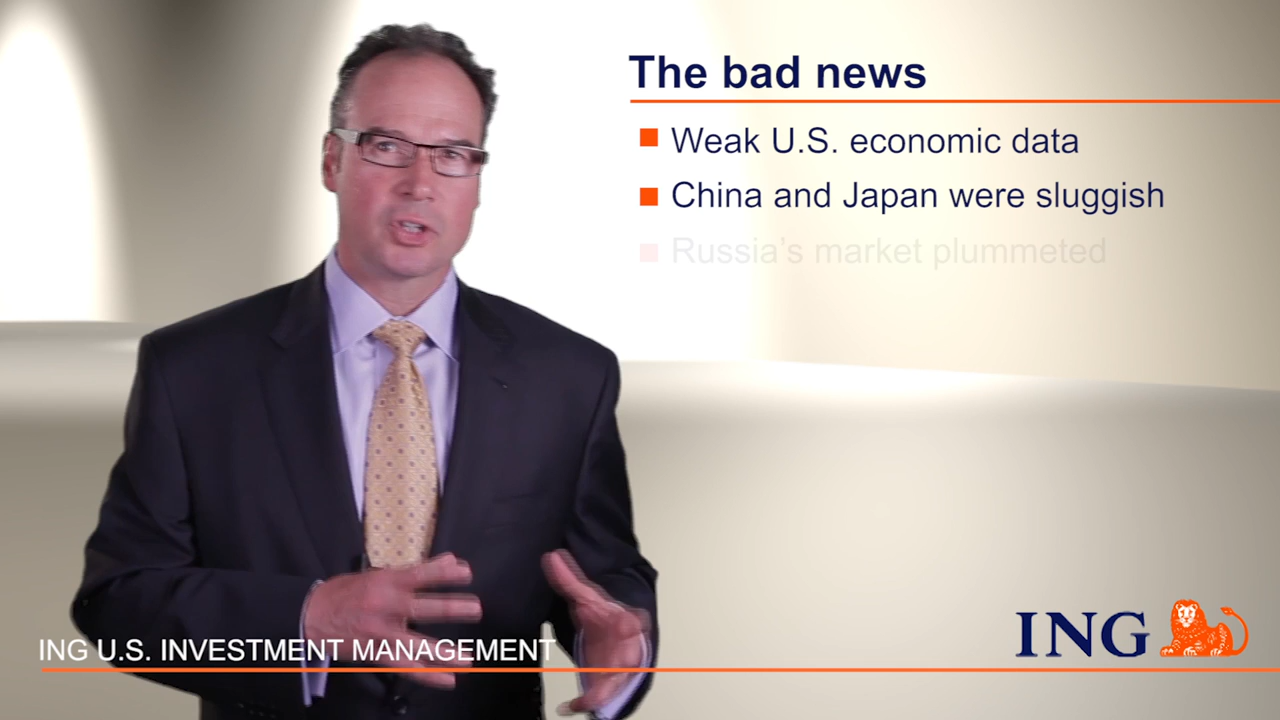 The bad news
Weak U.S. economic data
China and Japan were sluggish
Russia's market plummeted
ING U.S. INVESTMENT MANAGEMENT
ING